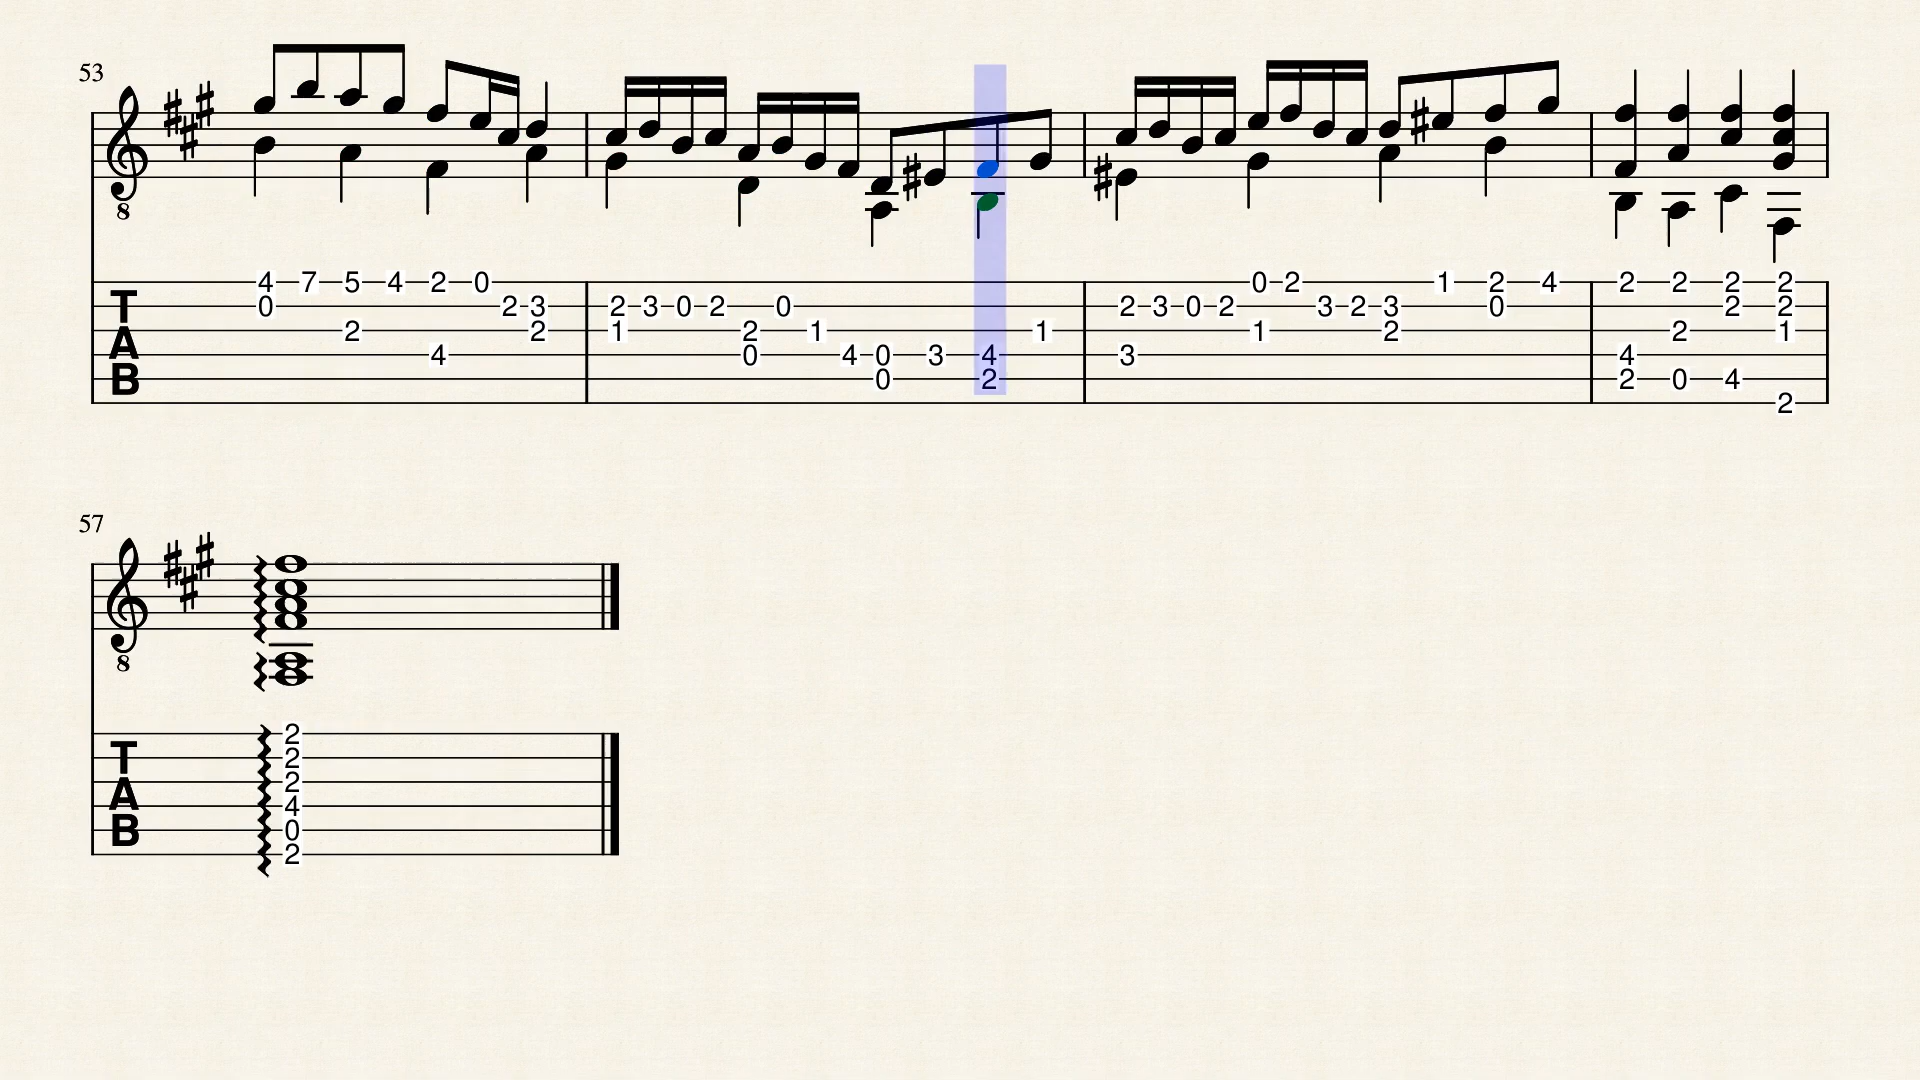 53
8
4 7 5 4 2 0 0 2
2 2 2 2 1 2 4
T 0 2 3 2 3 0 2 0 2 3 0 2 3 2 3 0 2 2
A 2 2 1 2 1 1 1 2 2 1
4 0 4 0 3 4 3 4
B 0 2 2 0 4
2
57
8
2
T 2
A 2
4
B 0
2